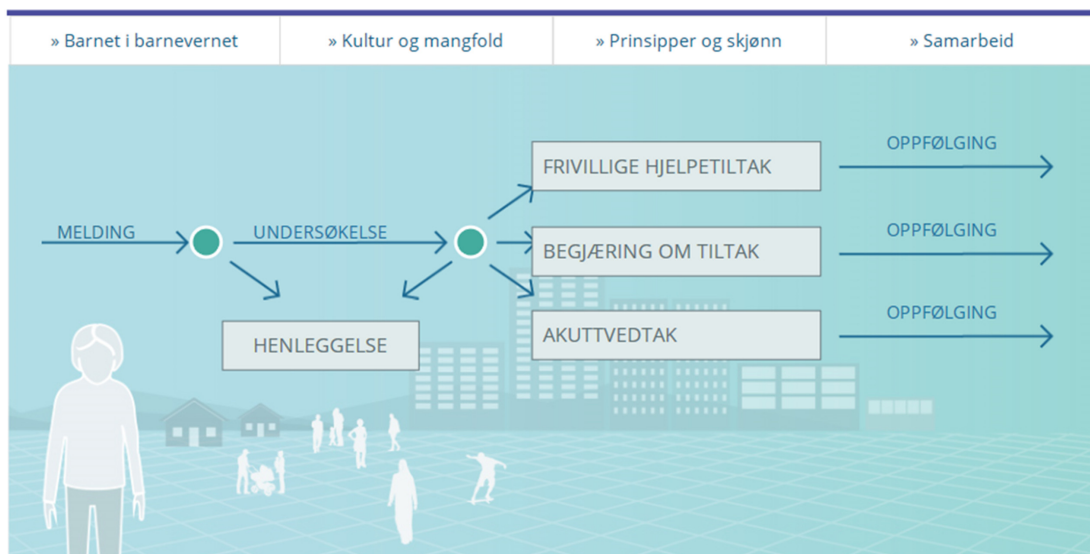 » Barnet i barnevernet
» Kultur og mangfold
» Prinsipper og skjønn
» Samarbeid
MELDING
UNDERSØKELSE
HENLEGGELSE
FRIVILLIGE HJELPETILTAK
OPPFØLGING
BEGJÆRING OM TILTAK
OPPFØLGING
AKUTTVEDTAK
OPPFØLGING